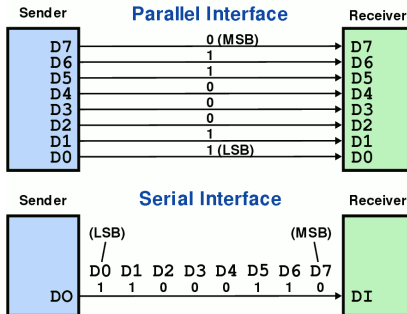 Sender Parallel Interface Receiver
D7 0 (MSB) D7
D6 1 D6
D5 1 D5
D4 0 D4
D3 0 D3
D2 0 D2
D1 1 D1
D0 1 (LSB) D0
Sender Serial Interface Receiver
(LSB) (MSB)
D0 D1 D2 D3 D4 D5 D6 D7
1 1 0 0 0 1 1 0
DO DI